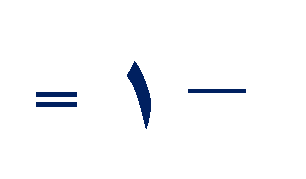 — ١ =